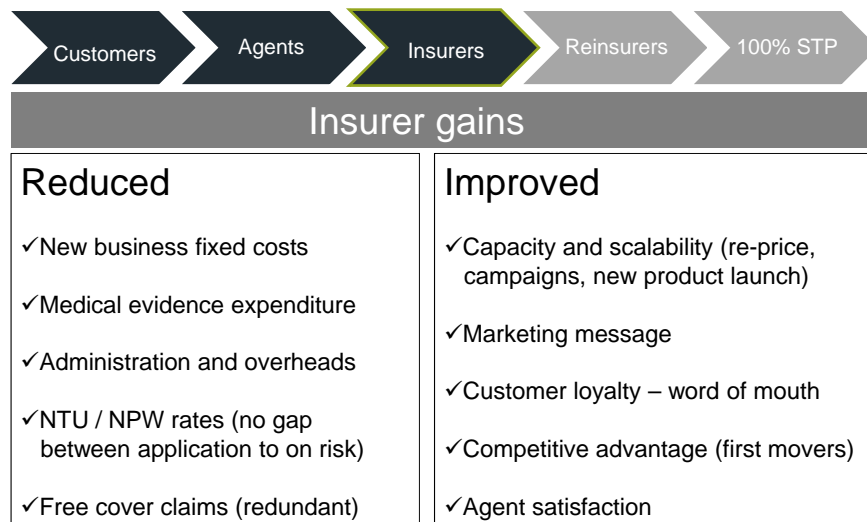 Customers
Agents
Insurers
Reinsurers
100% STP
Insurer gains
Reduced
✓New business fixed costs
✓Medical evidence expenditure
✓Administration and overheads
✓NTU / NPW rates (no gap
between application to on risk)
✓Free cover claims (redundant)
Improved
✓Capacity and scalability (re-price,
campaigns, new product launch)
✓Marketing message
✓Customer loyalty – word of mouth
✓Competitive advantage (first movers)
✓Agent satisfaction